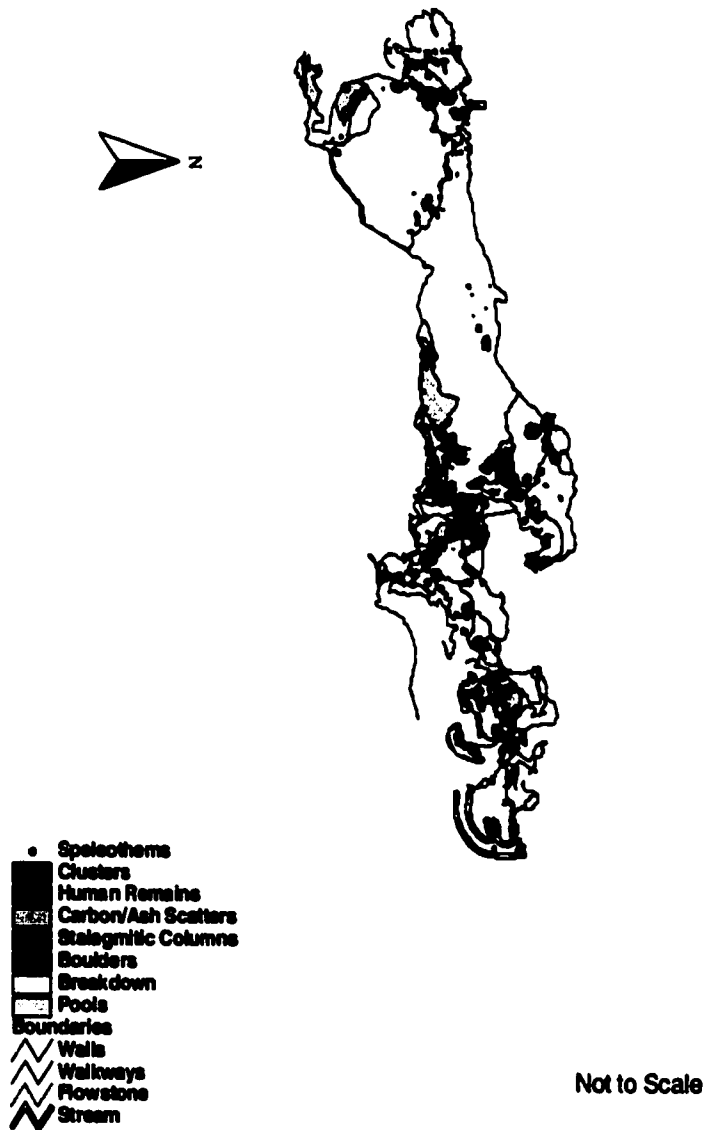 N
Speleothems
Clusters
Human Remains
Carbon/Ash Scatters
Stalagmitic Columns
Boulders
Breakdown
Pools
Boundaries
Walls
Walkways
Flowstone
Stream
Not to Scale